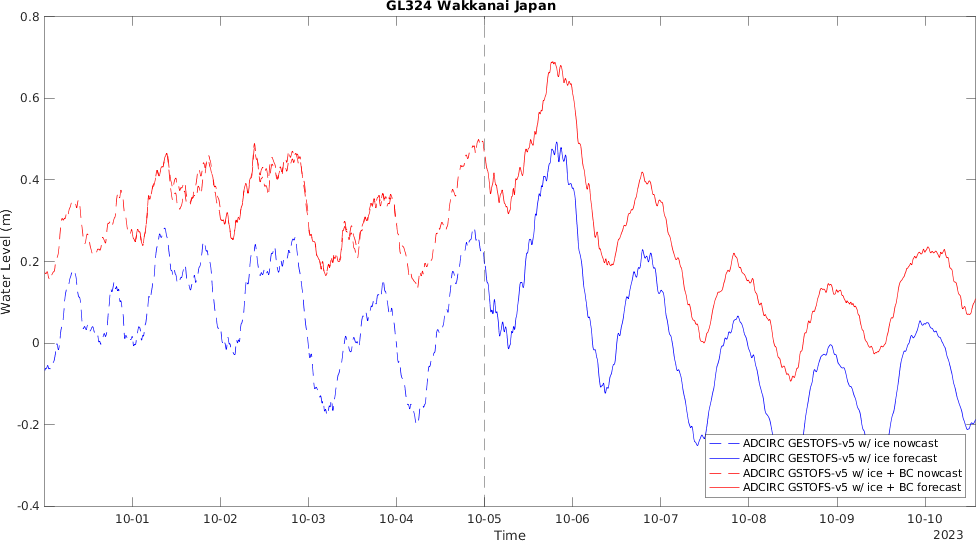 GL324 Wakkanai Japan
0.8
0.6
0.4
0.2
0
-0.2
-0.4
Water Level (m)
ADCIRC GESTOFS-v5 w/ ice nowcast
ADCIRC GESTOFS-v5 w/ ice forecast
ADCIRC GSTOFS-v5 w/ ice + BC nowcast
ADCIRC GSTOFS-v5 w/ ice + BC forecast
10-01 10-02 10-03 10-04 10-05 10-06 10-07 10-08 10-09 10-10
Time
2023